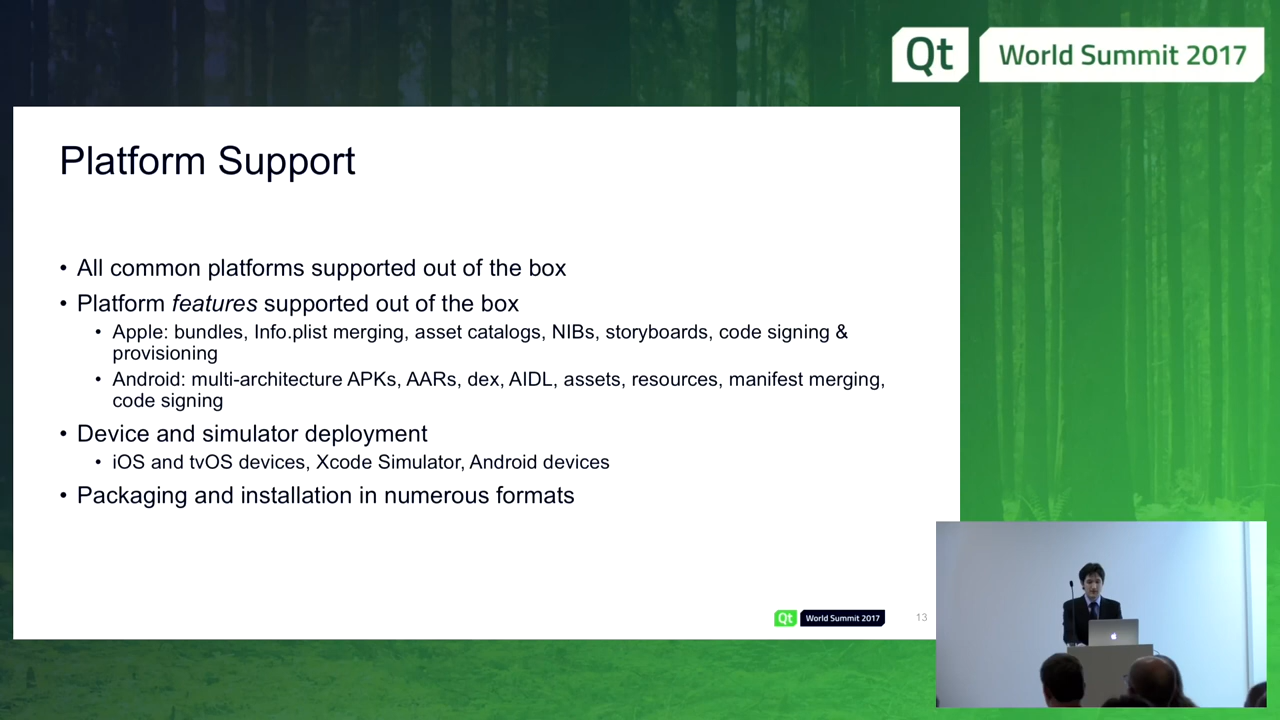 Qt World Summit 2017
Platform Support
• All common platforms supported out of the box
• Platform features supported out of the box
• Apple: bundles, Info.plist merging, asset catalogs, NIBs, storyboards, code signing &
provisioning
• Android: multi-architecture APKs, AARs, dex, AIDL, assets, resources, manifest merging,
code signing
• Device and simulator deployment
• iOS and tvOS devices, Xcode Simulator, Android devices
• Packaging and installation in numerous formats
Qt World Summit 2017
13